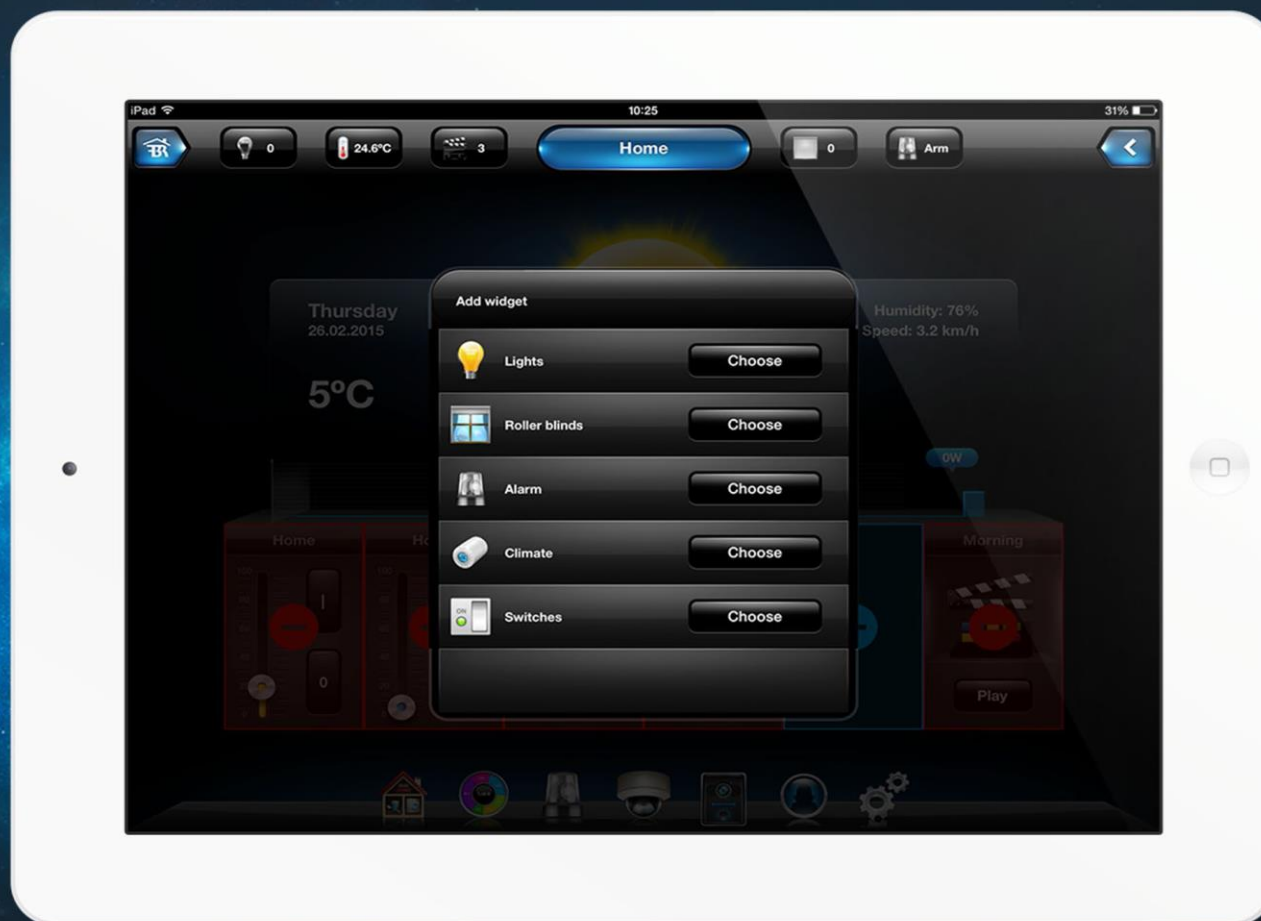 iPad 10:25 31%
0 24.6°C 3 Home 0 Arm
Thursday
26.02.2015
5°C
Humidity: 76%
Speed: 3.2 km/h
Add widget
Lights Choose
Roller blinds Choose
Alarm Choose
Climate Choose
ON
Switches Choose
0W
Home
Morning
100
0
Play